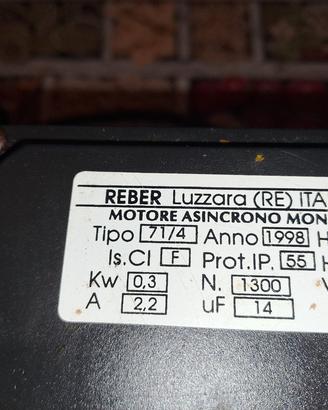 REBER Luzzara (RE) ITA
MOTORE ASINCRONO MON
Tipo 71/4 Anno 1998 H
Is.Cl F Prot.IP. 55 H
Kw 0,3 N. 1300 V
A 2,2 uF 14